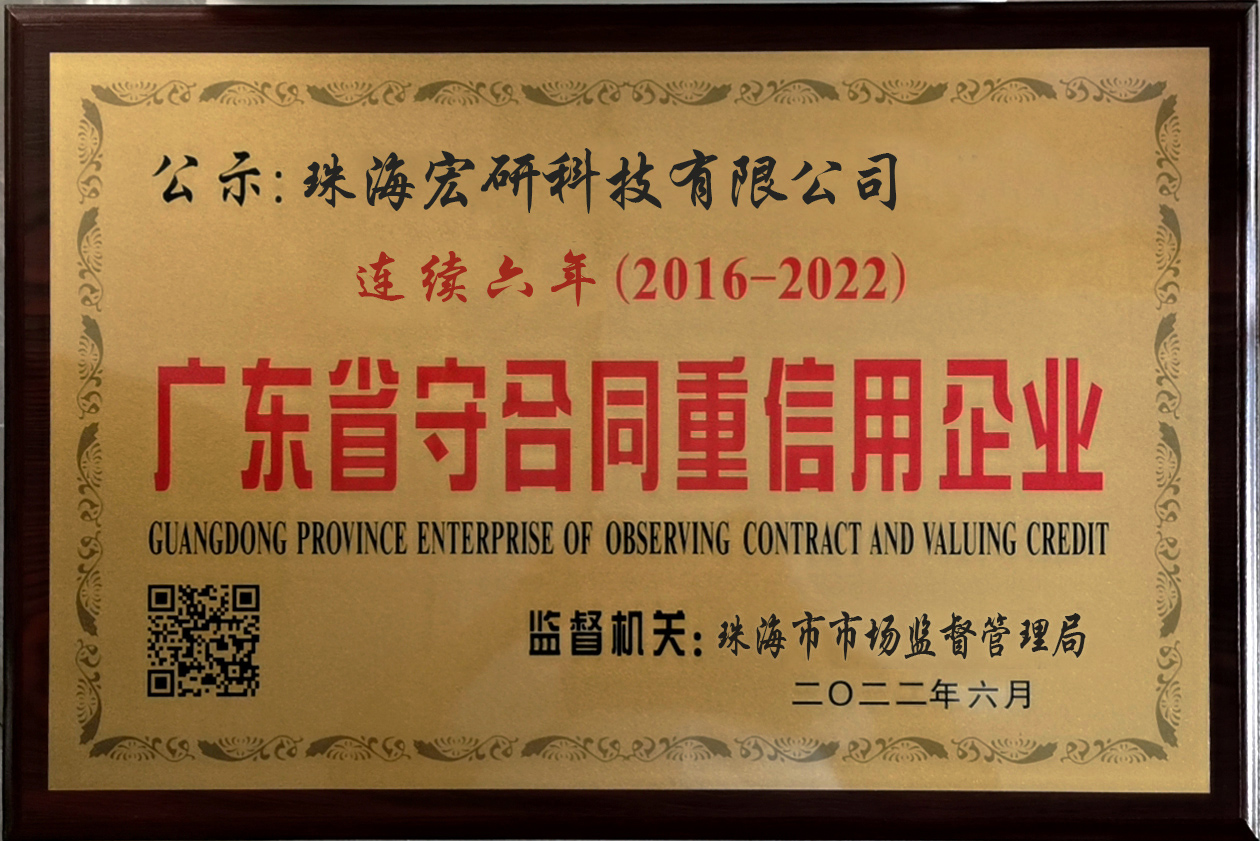 公示:珠海宏研科技有限公司
连续六年(2016-2022)
广东省守合同重信用企业
GUANGDONG PROVINCE ENTERPRISE OF OBSERVING CONTRACT AND VALUING CREDIT
监督机关:珠海市市场监督管理局
二〇二二年六月